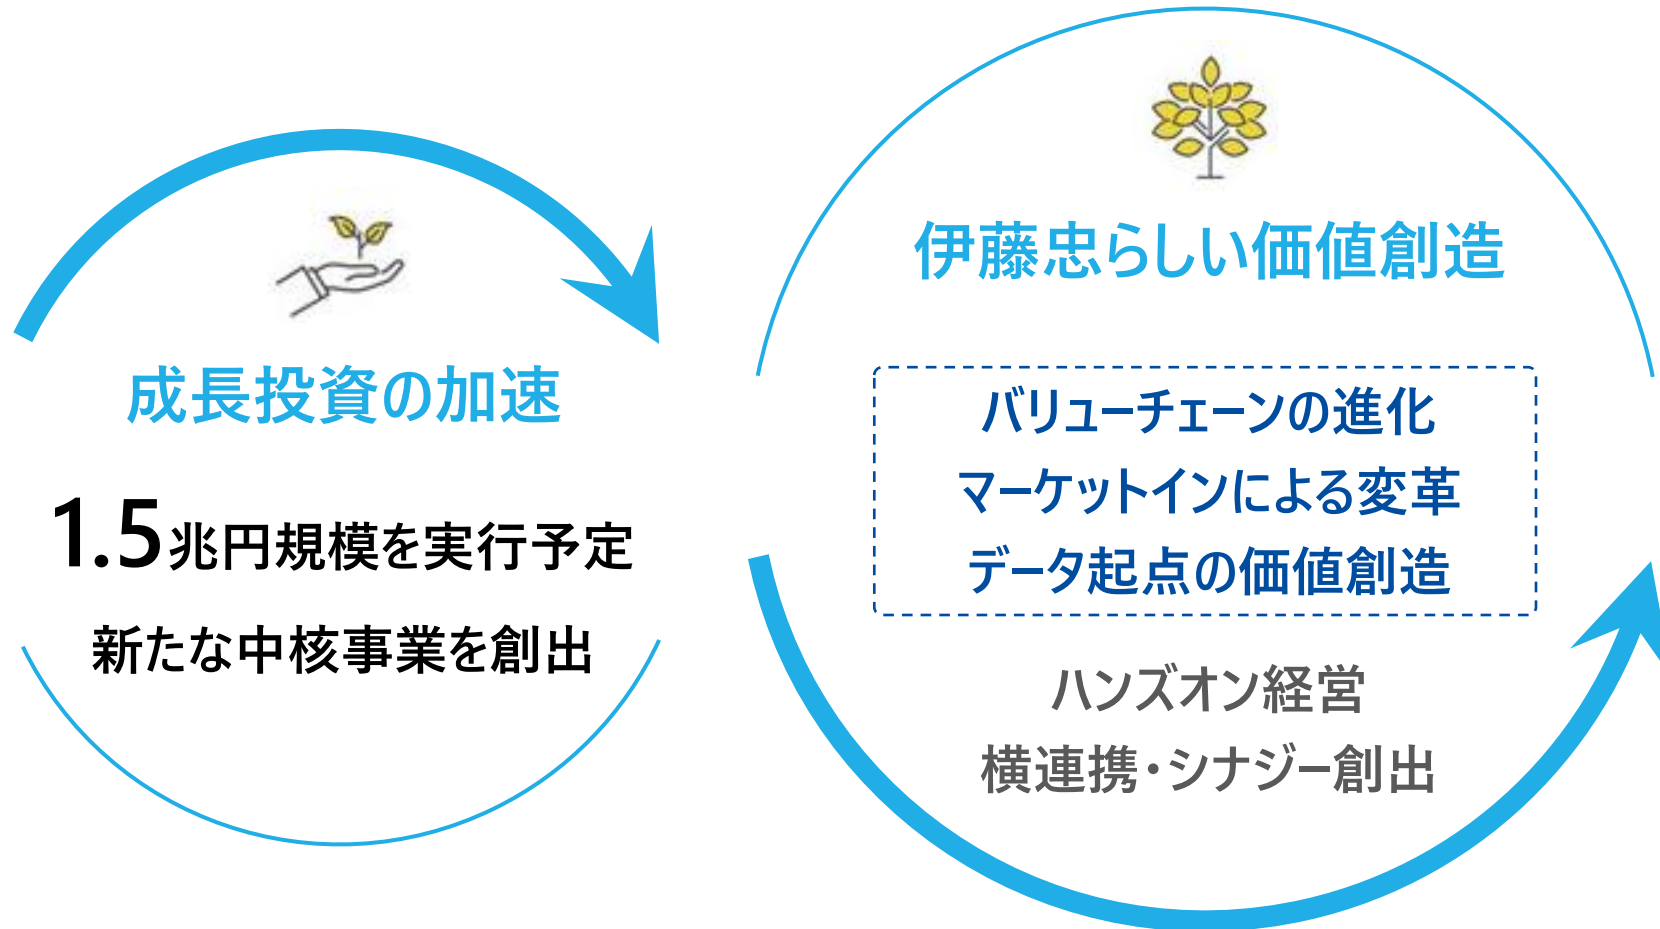 成長投資の加速
1.5兆円規模を実行予定
新たな中核事業を創出
伊藤忠らしい価値創造
バリューチェーンの進化
マーケットインによる変革
データ起点の価値創造
ハンズオン経営
横連携・シナジー創出